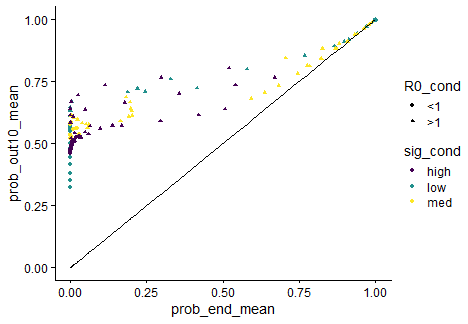 1.00
0.75
0.50
0.25
0.00
prob_out10_mean
0.00 0.25 0.50 0.75 1.00
prob_end_mean
R0_cond
<1
>1
sig_cond
high
low
med